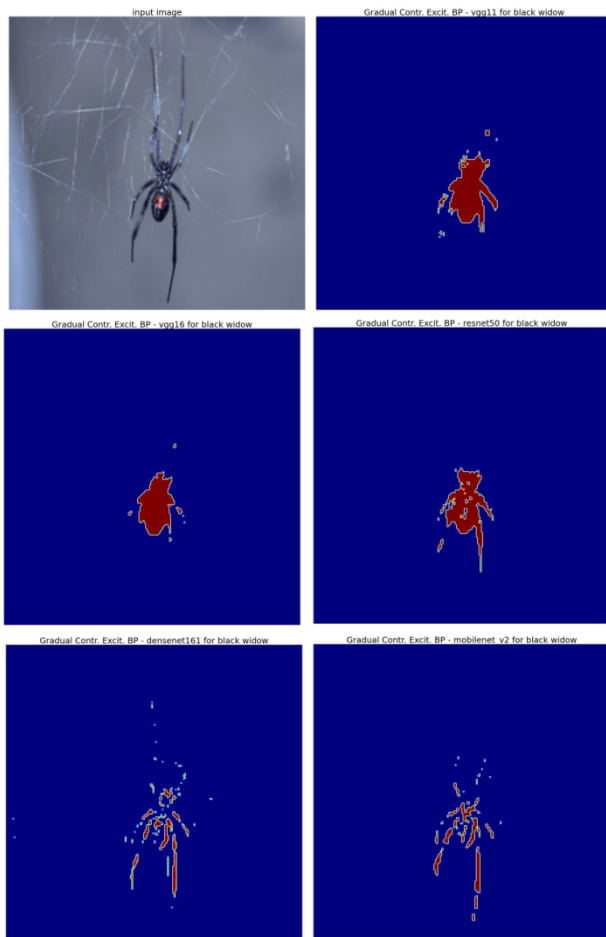 input image
Gradual Contr. Excit. BP - vgg11 for black widow
Gradual Contr. Excit. BP - vgg16 for black widow
Gradual Contr. Excit. BP - resnet50 for black widow
Gradual Contr. Excit. BP - densenet161 for black widow
Gradual Contr. Excit. BP - mobilenet_v2 for black widow